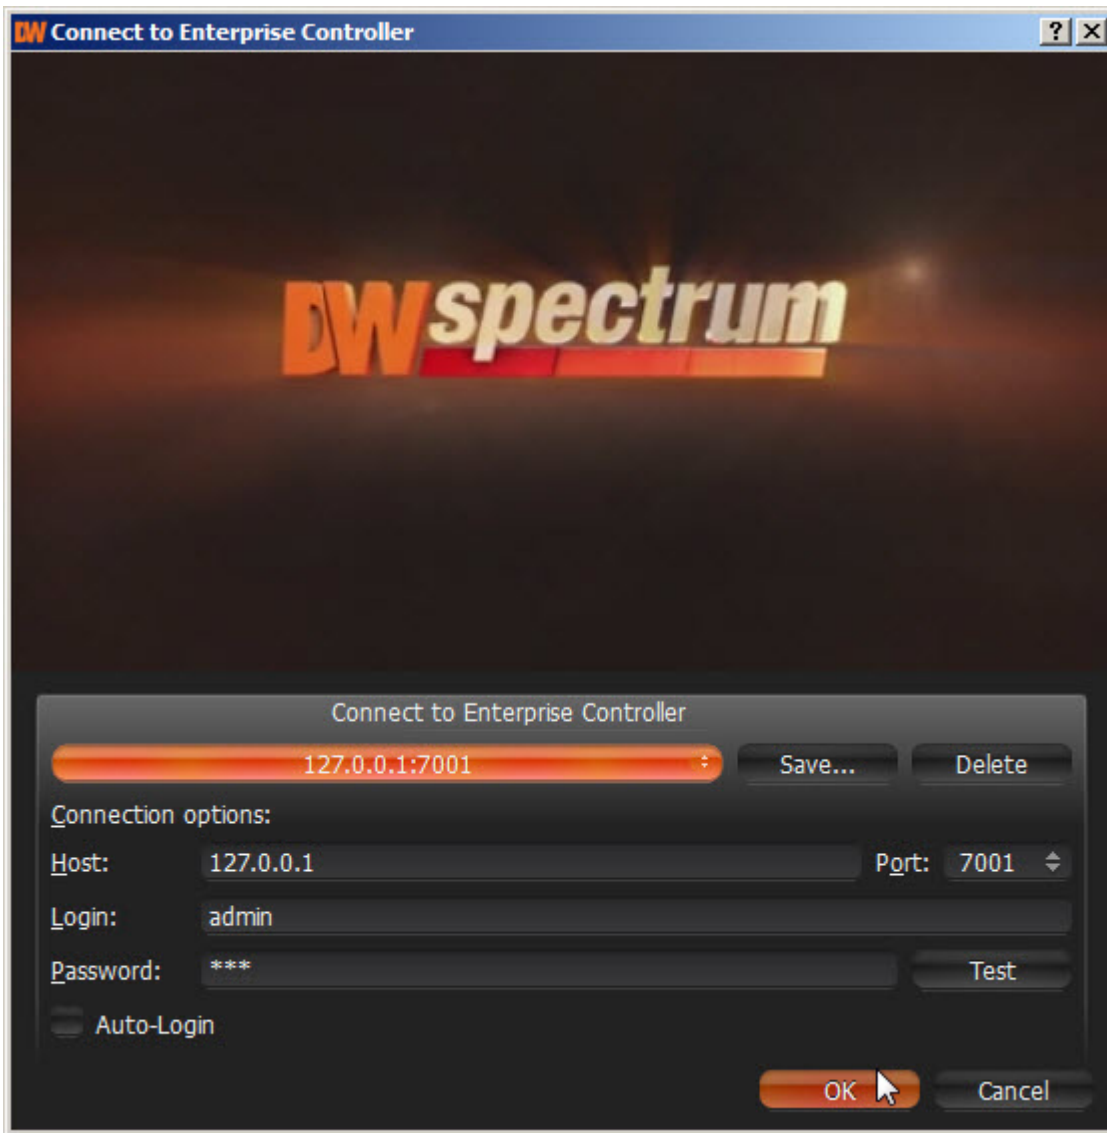 DW Connect to Enterprise Controller ?
DW spectrum
Connect to Enterprise Controller
127.0.0.1:7001 Save... Delete
Connection options:
Host: 127.0.0.1 Port: 7001
Login: admin
Password: *** Test
Auto-Login
OK Cancel